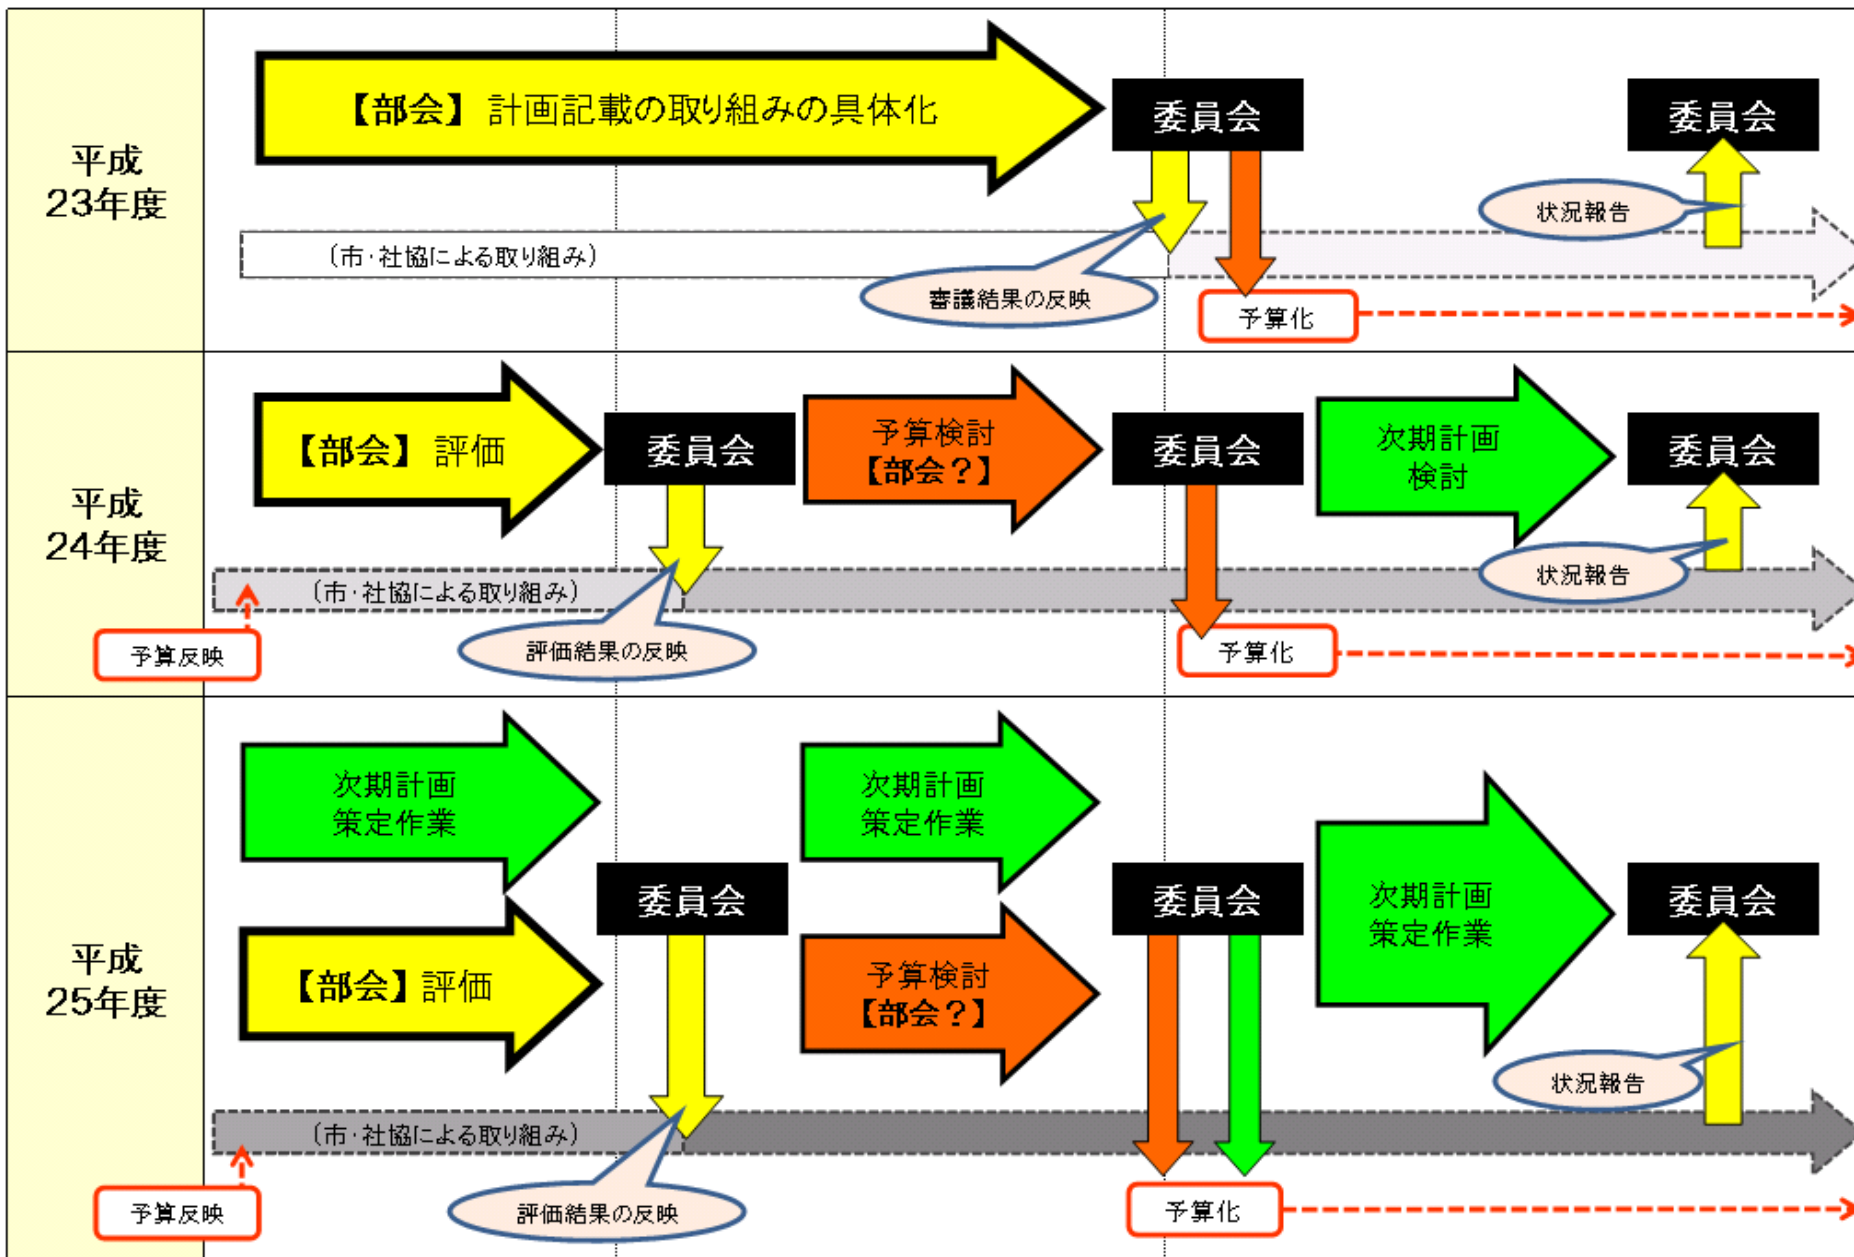 平成
23年度
【部会】計画記載の取り組みの具体化
委員会
委員会
状況報告
（市・社協による取り組み）
審議結果の反映
予算化
平成
24年度
【部会】評価
委員会
予算検討
【部会？】
委員会
次期計画
検討
委員会
（市・社協による取り組み）
状況報告
予算反映
評価結果の反映
予算化
平成
25年度
次期計画
策定作業
次期計画
策定作業
委員会
委員会
次期計画
策定作業
委員会
【部会】評価
予算検討
【部会？】
状況報告
（市・社協による取り組み）
予算反映
評価結果の反映
予算化